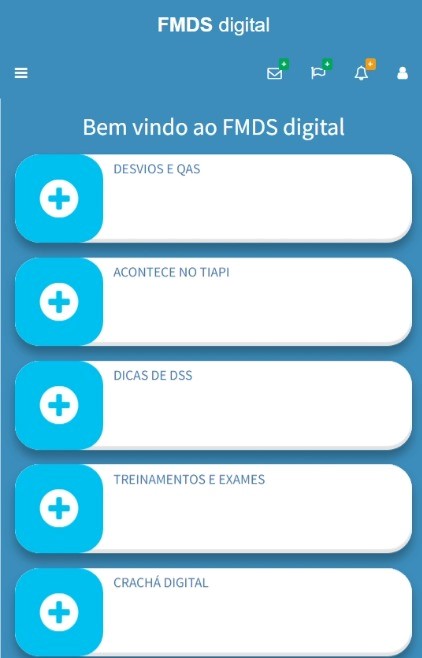 FMDS digital
Bem vindo ao FMDS digital
DESVIOS E QAS
ACONTECE NO TIAPI
DICAS DE DSS
TREINAMENTOS E EXAMES
CRACHÁ DIGITAL